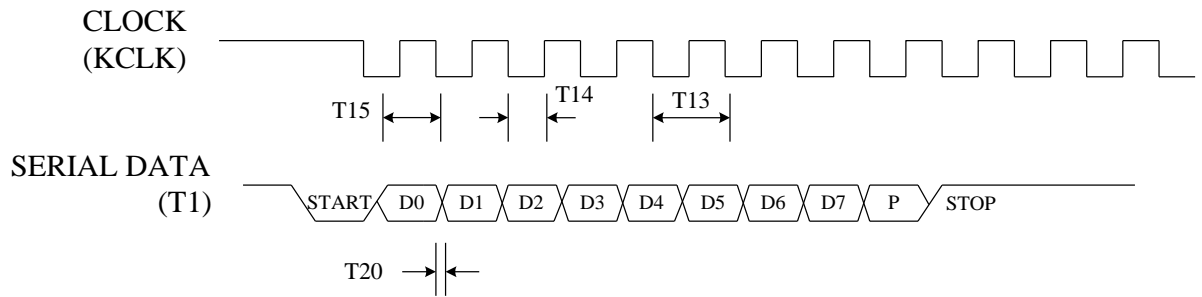 CLOCK
(KCLK)
T15
T14
T13
SERIAL DATA
(T1)
START D0 D1 D2 D3 D4 D5 D6 D7 P STOP
T20